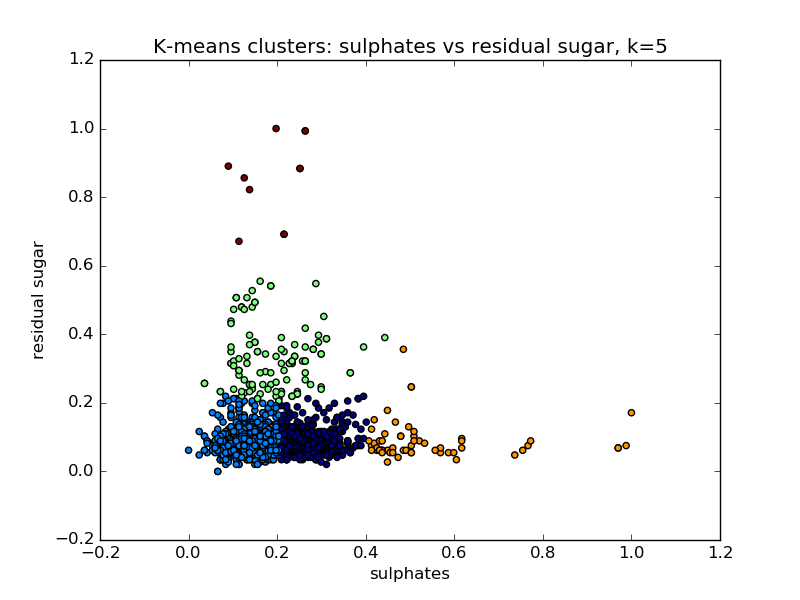 K-means clusters: sulphates vs residual sugar, k=5
1.2
1.0
0.8
0.6
0.4
0.2
0.0
−0.2
residual sugar
−0.2 0.0 0.2 0.4 0.6 0.8 1.0 1.2
sulphates